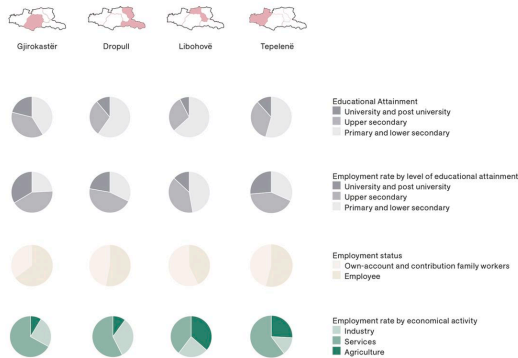 Gjirokastër
Dropull
Libohovë
Tepelenë
Educational Attainment
University and post university
Upper secondary
Primary and lower secondary
Employment rate by level of educational attainment
University and post university
Upper secondary
Primary and lower secondary
Employment status
Own-account and contribution family workers
Employee
Employment rate by economical activity
Industry
Services
Agriculture